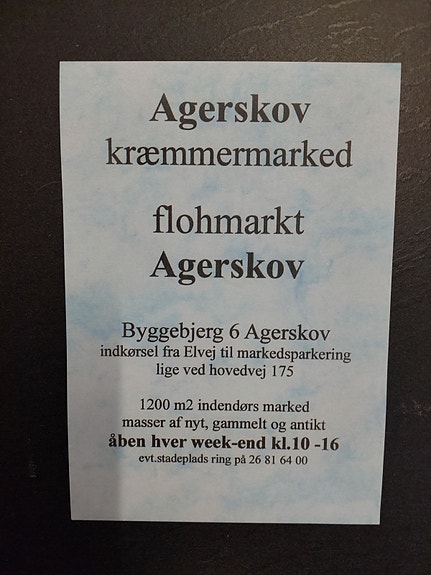 Agerskov
kræmmermarked
flohmarkt
Agerskov
Byggebjerg 6 Agerskov
indkørsel fra Elvej til markedsparkering
lige ved hovedvej 175
1200 m2 indendørs marked
masser af nyt, gammelt og antikt
åben hver week-end kl.10 -16
evt.stadeplads ring på 26 81 64 00